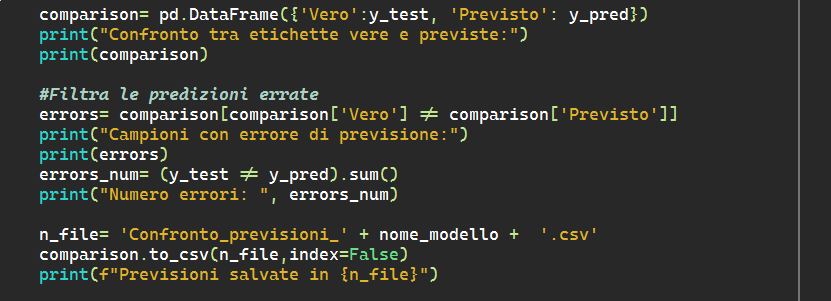 comparison= pd.DataFrame({'Vero':y_test, 'Previsto': y_pred})
print("Confronto tra etichette vere e previste:")
print(comparison)
#Filtra le predizioni errate
errors= comparison[comparison['Vero'] != comparison['Previsto']]
print("Campioni con errore di previsione:")
print(errors)
errors_num= (y_test != y_pred).sum()
print("Numero errori: ", errors_num)
n_file= 'Confronto_previsioni_' + nome_modello +  '.csv'
comparison.to_csv(n_file,index=False)
print(f"Previsioni salvate in {n_file}")